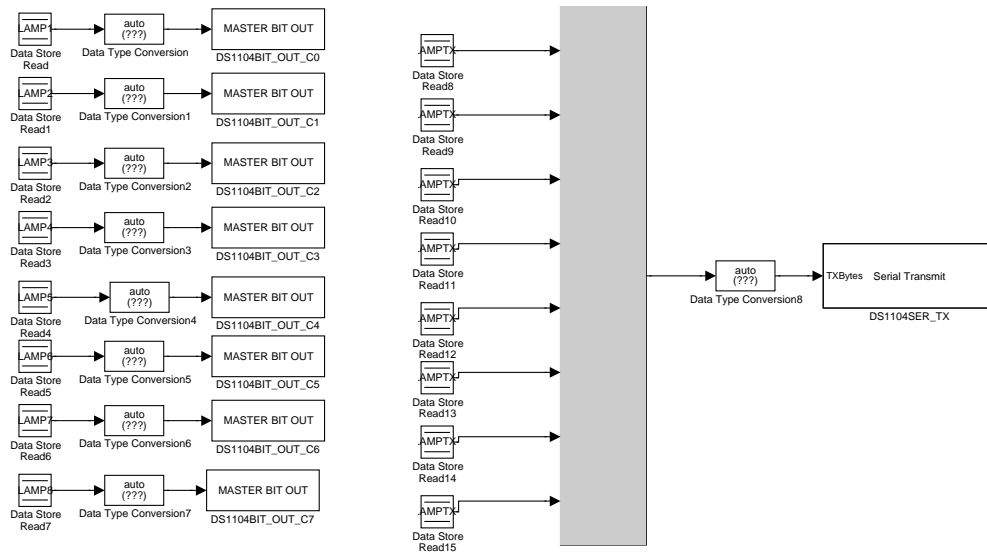 LAMP1
auto
(???)
MASTER BIT OUT
Data Store
Read
Data Type Conversion
DS1104BIT_OUT_C0
LAMP2
auto
(???)
MASTER BIT OUT
Data Store
Read1
Data Type Conversion1
DS1104BIT_OUT_C1
LAMP3
auto
(???)
MASTER BIT OUT
Data Store
Read2
Data Type Conversion2
DS1104BIT_OUT_C2
LAMP4
auto
(???)
MASTER BIT OUT
Data Store
Read3
Data Type Conversion3
DS1104BIT_OUT_C3
LAMP5
auto
(???)
MASTER BIT OUT
Data Store
Read4
Data Type Conversion4
DS1104BIT_OUT_C4
LAMP6
auto
(???)
MASTER BIT OUT
Data Store
Read5
Data Type Conversion5
DS1104BIT_OUT_C5
LAMP7
auto
(???)
MASTER BIT OUT
Data Store
Read6
Data Type Conversion6
DS1104BIT_OUT_C6
LAMP8
auto
(???)
MASTER BIT OUT
Data Store
Read7
Data Type Conversion7
DS1104BIT_OUT_C7
AMPTX
Data Store
Read8
AMPTX
Data Store
Read9
AMPTX
Data Store
Read10
AMPTX
Data Store
Read11
AMPTX
Data Store
Read12
AMPTX
Data Store
Read13
AMPTX
Data Store
Read14
AMPTX
Data Store
Read15
auto
(???)
Data Type Conversion8
TXBytes
Serial Transmit
DS1104SER_TX